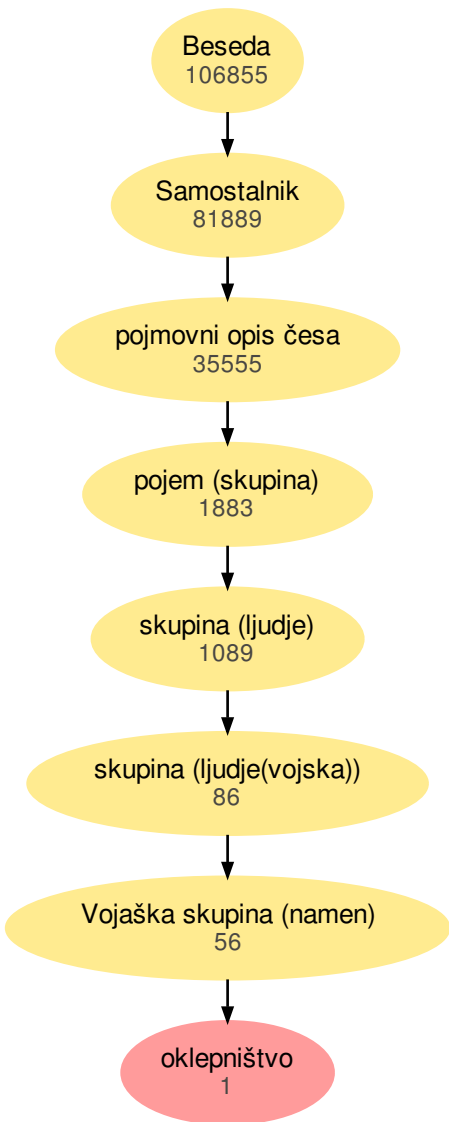 Beseda
106855
Samostalnik
81889
pojmovni opis česa
35555
pojem (skupina)
1883
skupina (ljudje)
1089
skupina (ljudje(vojska))
86
Vojaška skupina (namen)
56
oklepništvo
1